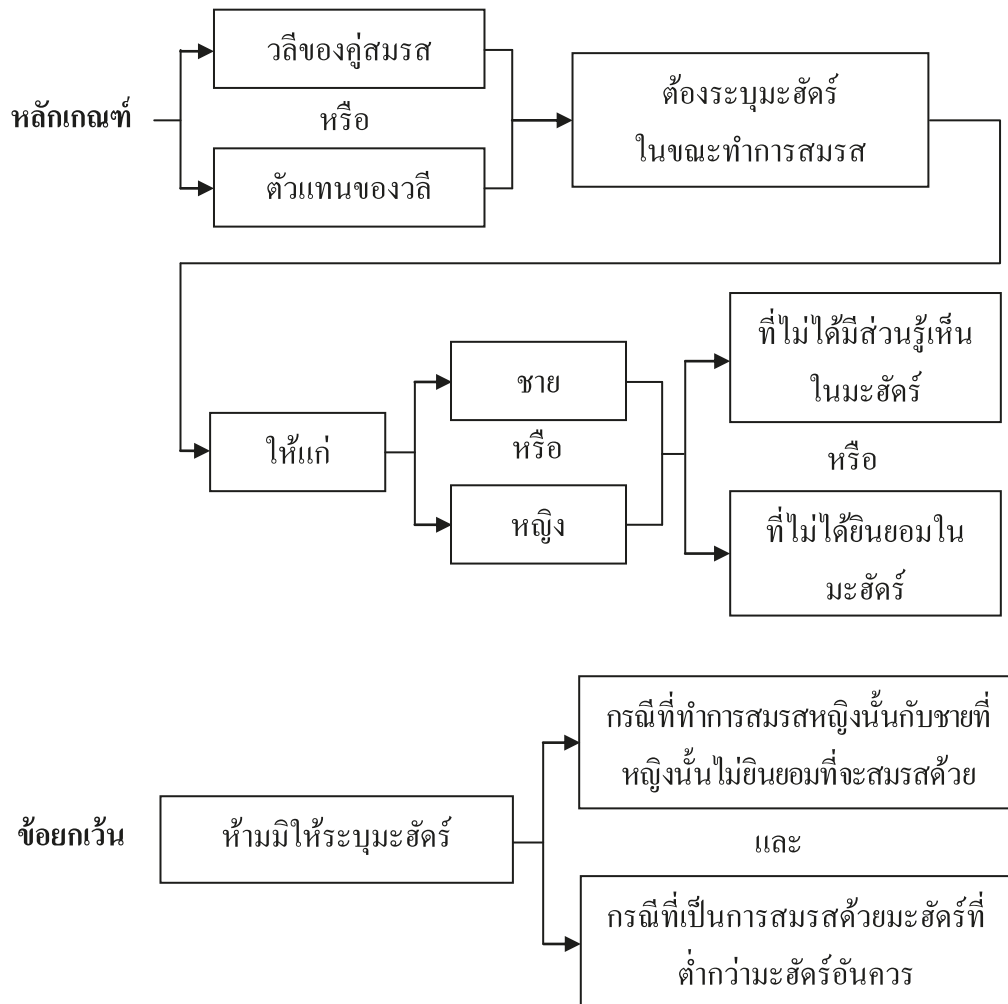 วลีของคู่สมรส
หลักเกณฑ์
หรือ
ตัวแทนของวลี
ต้องระบุมะฮัดร์
ในขณะทำการสมรส
ให้แก่
ชาย
หรือ
หญิง
ที่ไม่ได้มีส่วนรู้เห็น
ในมะฮัดร์
หรือ
ที่ไม่ได้ยินยอมใน
มะฮัดร์
ข้อยกเว้น
ห้ามมิให้ระบุมะฮัดร์
กรณีที่ทำการสมรสหญิงนั้นกับชายที่
หญิงนั้นไม่ยินยอมที่จะสมรสด้วย
และ
กรณีที่เป็นการสมรสด้วยมะฮัดร์ที่
ต่ำกว่ามะฮัดร์อันควร